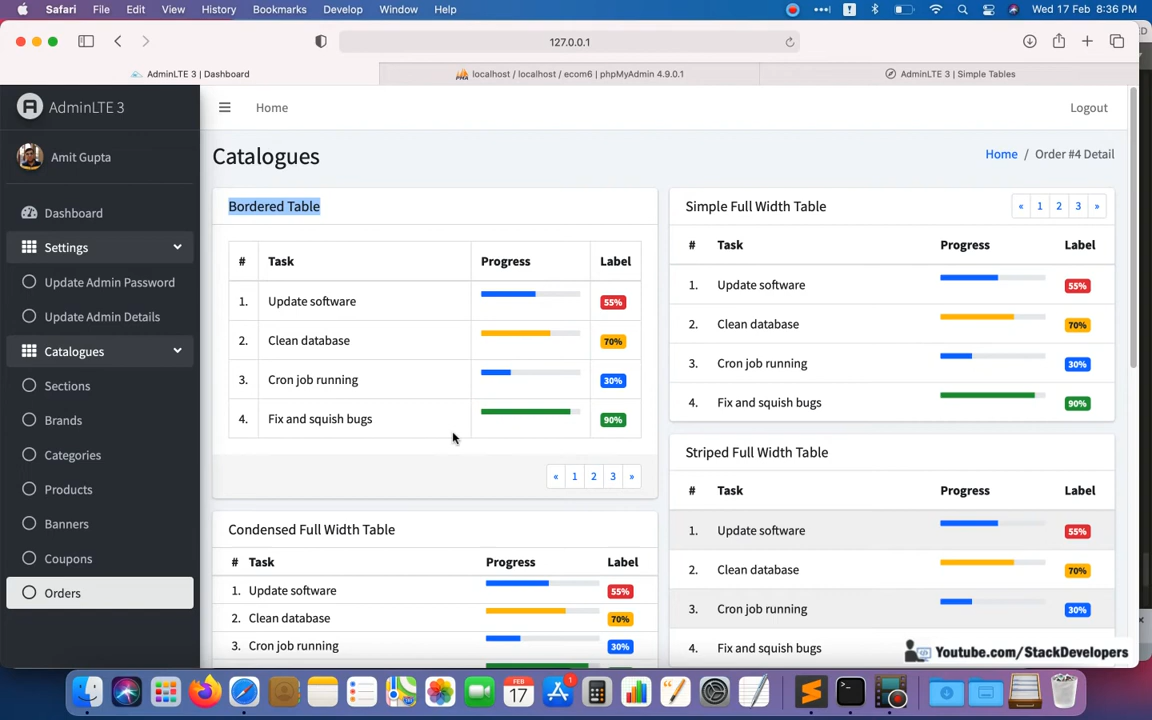 Safari File Edit View History Bookmarks Develop Window Help Wed 17 Feb 8:36 PM
127.0.0.1
AdminLTE 3 | Dashboard
localhost / localhost / ecom6 | phpMyAdmin 4.9.0.1
AdminLTE 3 | Simple Tables
AdminLTE 3
Home
Logout
Amit Gupta
Dashboard
Settings
Update Admin Password
Update Admin Details
Catalogues
Sections
Brands
Categories
Products
Banners
Coupons
Orders
Catalogues
Home / Order #4 Detail
Bordered Table
# Task Progress Label
1. Update software 55%
2. Clean database 70%
3. Cron job running 30%
4. Fix and squish bugs 90%
« 1 2 3 »
Condensed Full Width Table
# Task Progress Label
1. Update software 55%
2. Clean database 70%
3. Cron job running 30%
Simple Full Width Table
« 1 2 3 »
# Task Progress Label
1. Update software 55%
2. Clean database 70%
3. Cron job running 30%
4. Fix and squish bugs 90%
Striped Full Width Table
# Task Progress Label
1. Update software 55%
2. Clean database 70%
3. Cron job running 30%
4. Fix and squish bugs
Youtube.com/StackDevelopers
FEB
17
1